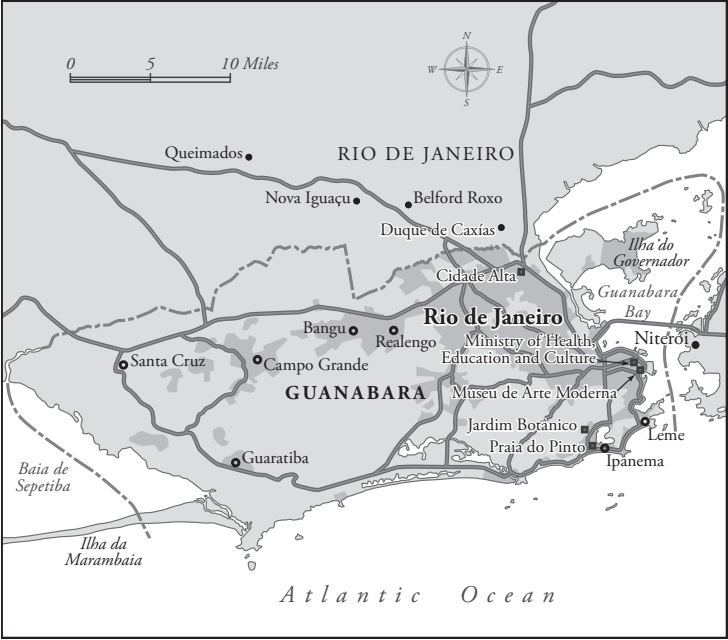 0 5 10 Miles
N
W E
S
Queimados
RIO DE JANEIRO
Nova Iguaçu
Belford Roxo
Duque de Caxías
Ilha do
Governador
Cidade Alta
Guanabara
Bay
Rio de Janeiro
Bangu
Realengo
Ministry of Health,
Education and Culture
Niterói
Santa Cruz
Campo Grande
GUANABARA
Museu de Arte Moderna
Jardim Botânico
Leme
Praia do Pinto
Ipanema
Guaratiba
Baia de
Sepetiba
Ilha da
Marambaia
Atlantic Ocean